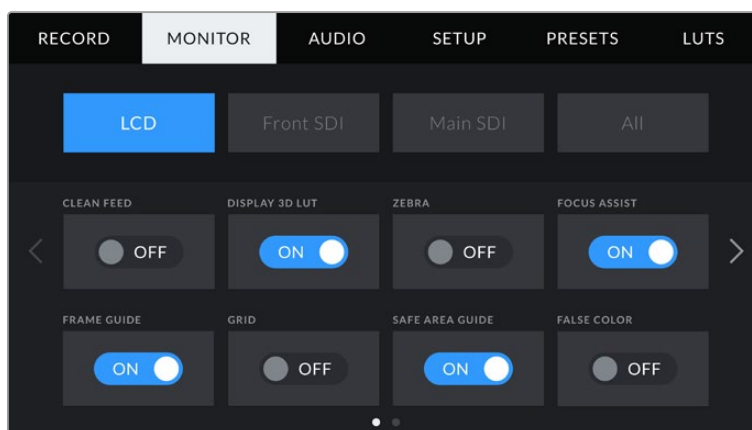 RECORD MONITOR AUDIO SETUP PRESETS LUTS
LCD Front SDI Main SDI All
CLEAN FEED DISPLAY 3D LUT ZEBRA FOCUS ASSIST
OFF ON OFF ON
FRAME GUIDE GRID SAFE AREA GUIDE FALSE COLOR
ON OFF ON OFF